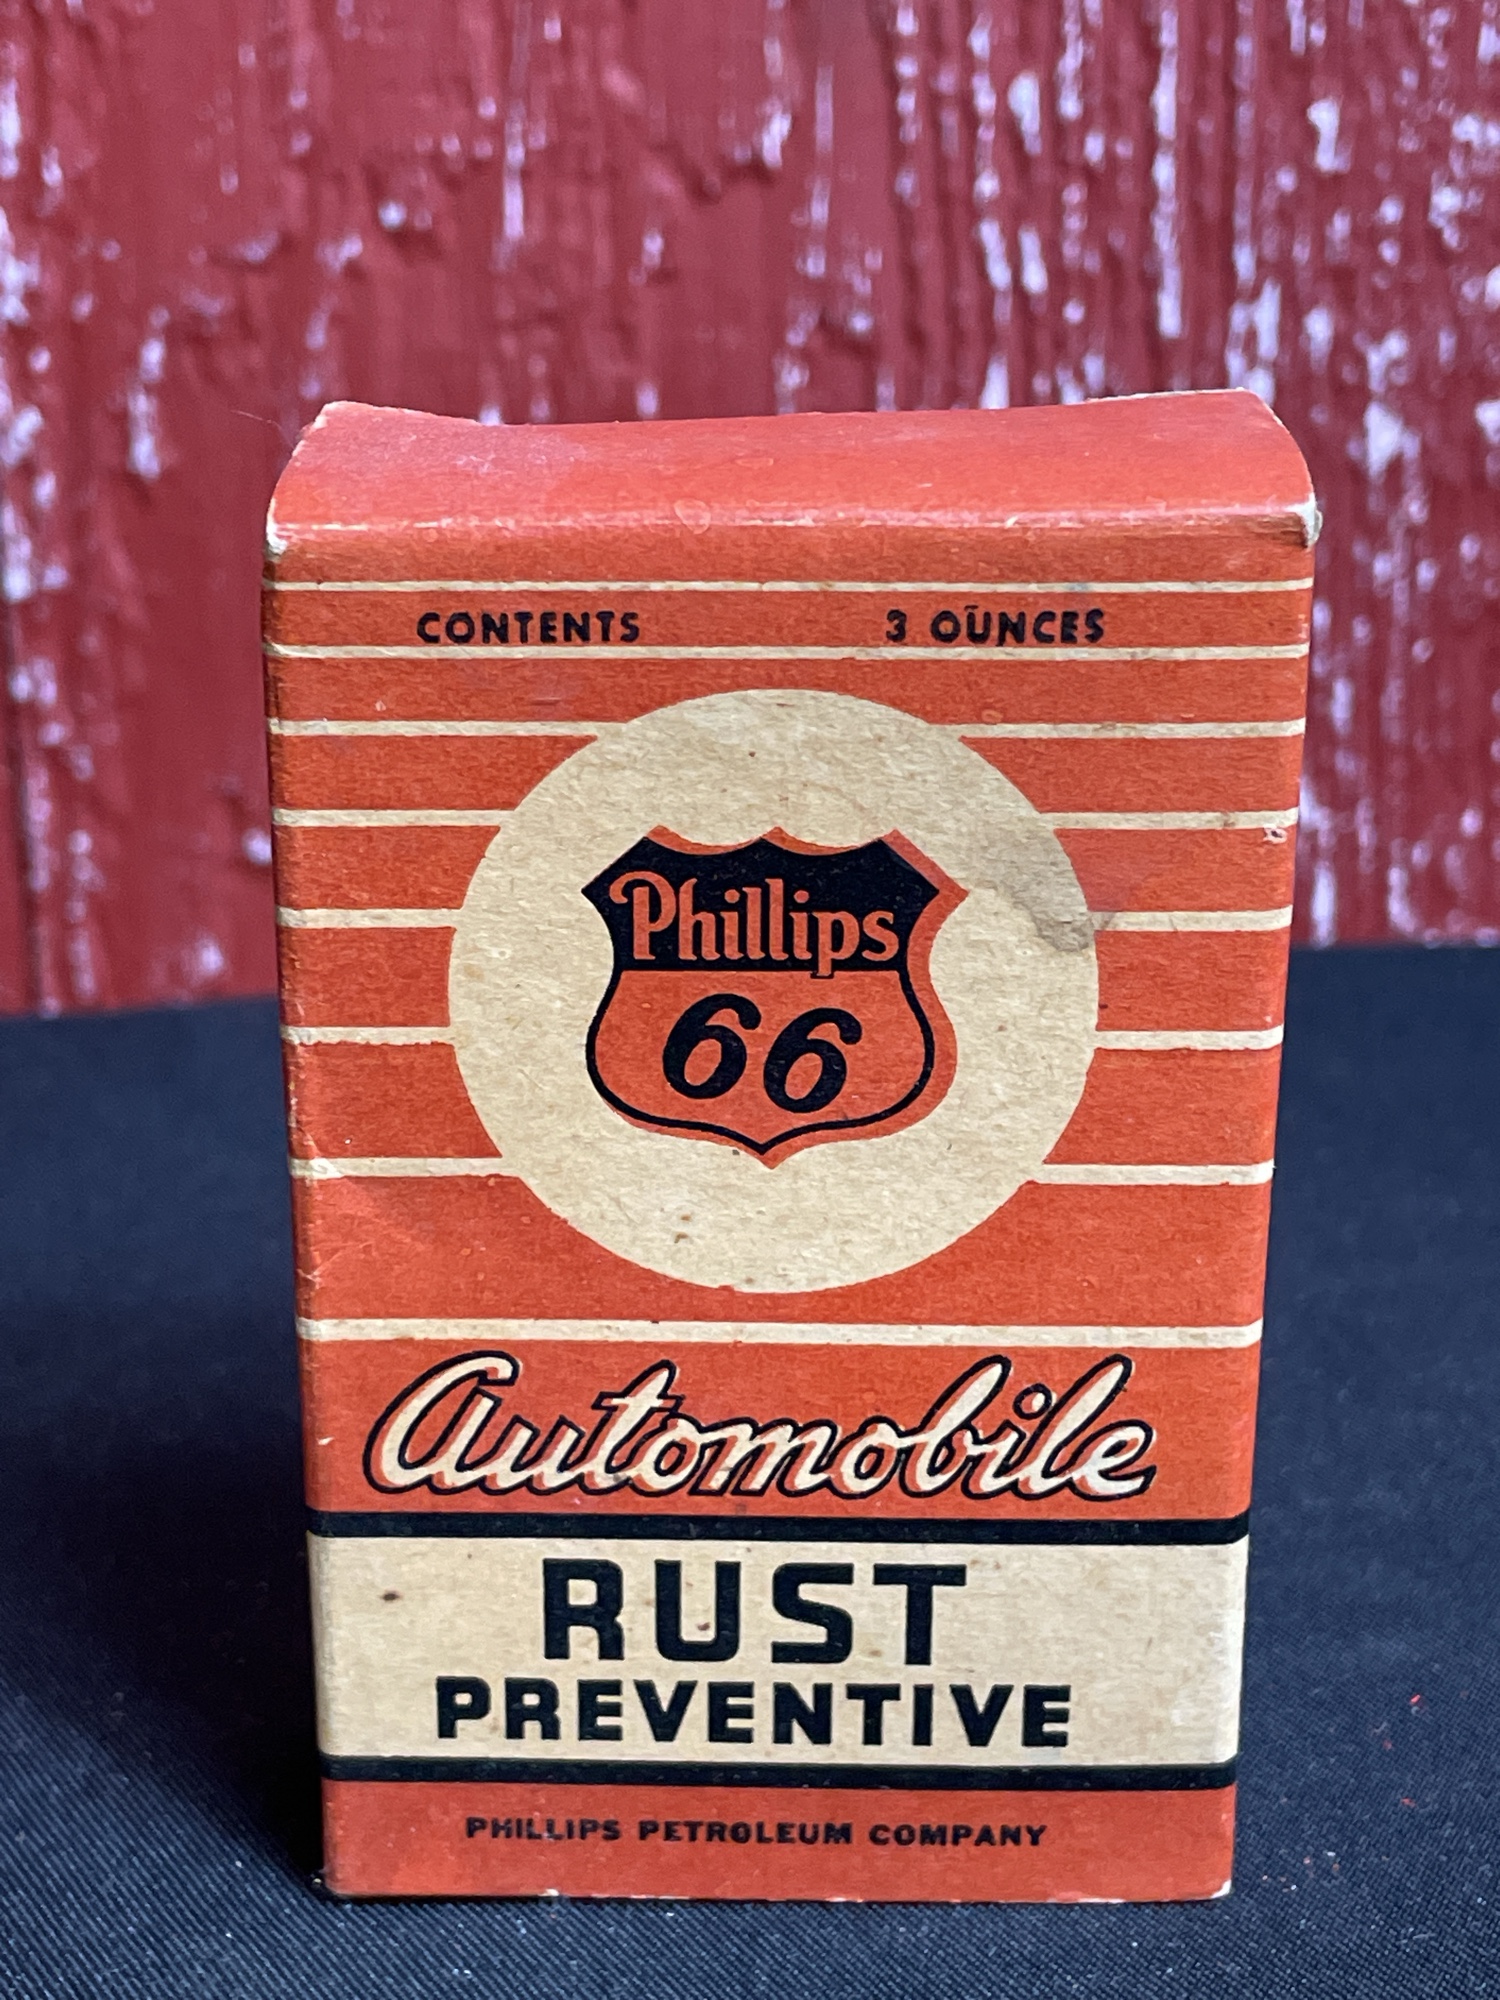 CONTENTS 3 OUNCES
Phillips
66
Automobile
RUST
PREVENTIVE
PHILLIPS PETROLEUM COMPANY